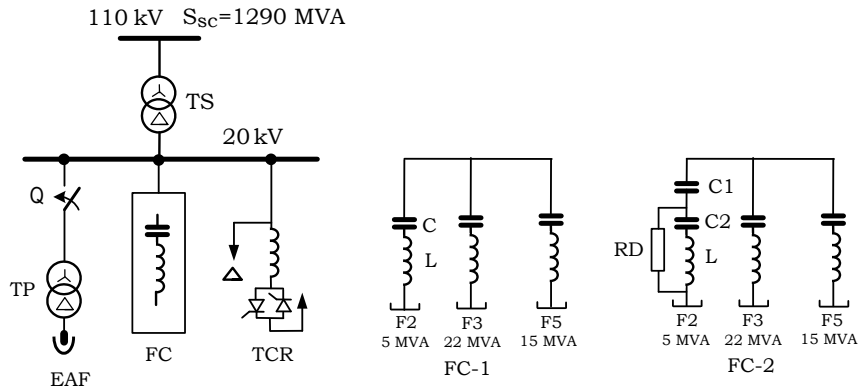 110 kV S_sc=1290 MVA
TS
20 kV
Q
TP
EAF
FC
TCR
C
L
F2
5 MVA
F3
22 MVA
F5
15 MVA
FC-1
C1
C2
RD
L
F2
5 MVA
F3
22 MVA
F5
15 MVA
FC-2